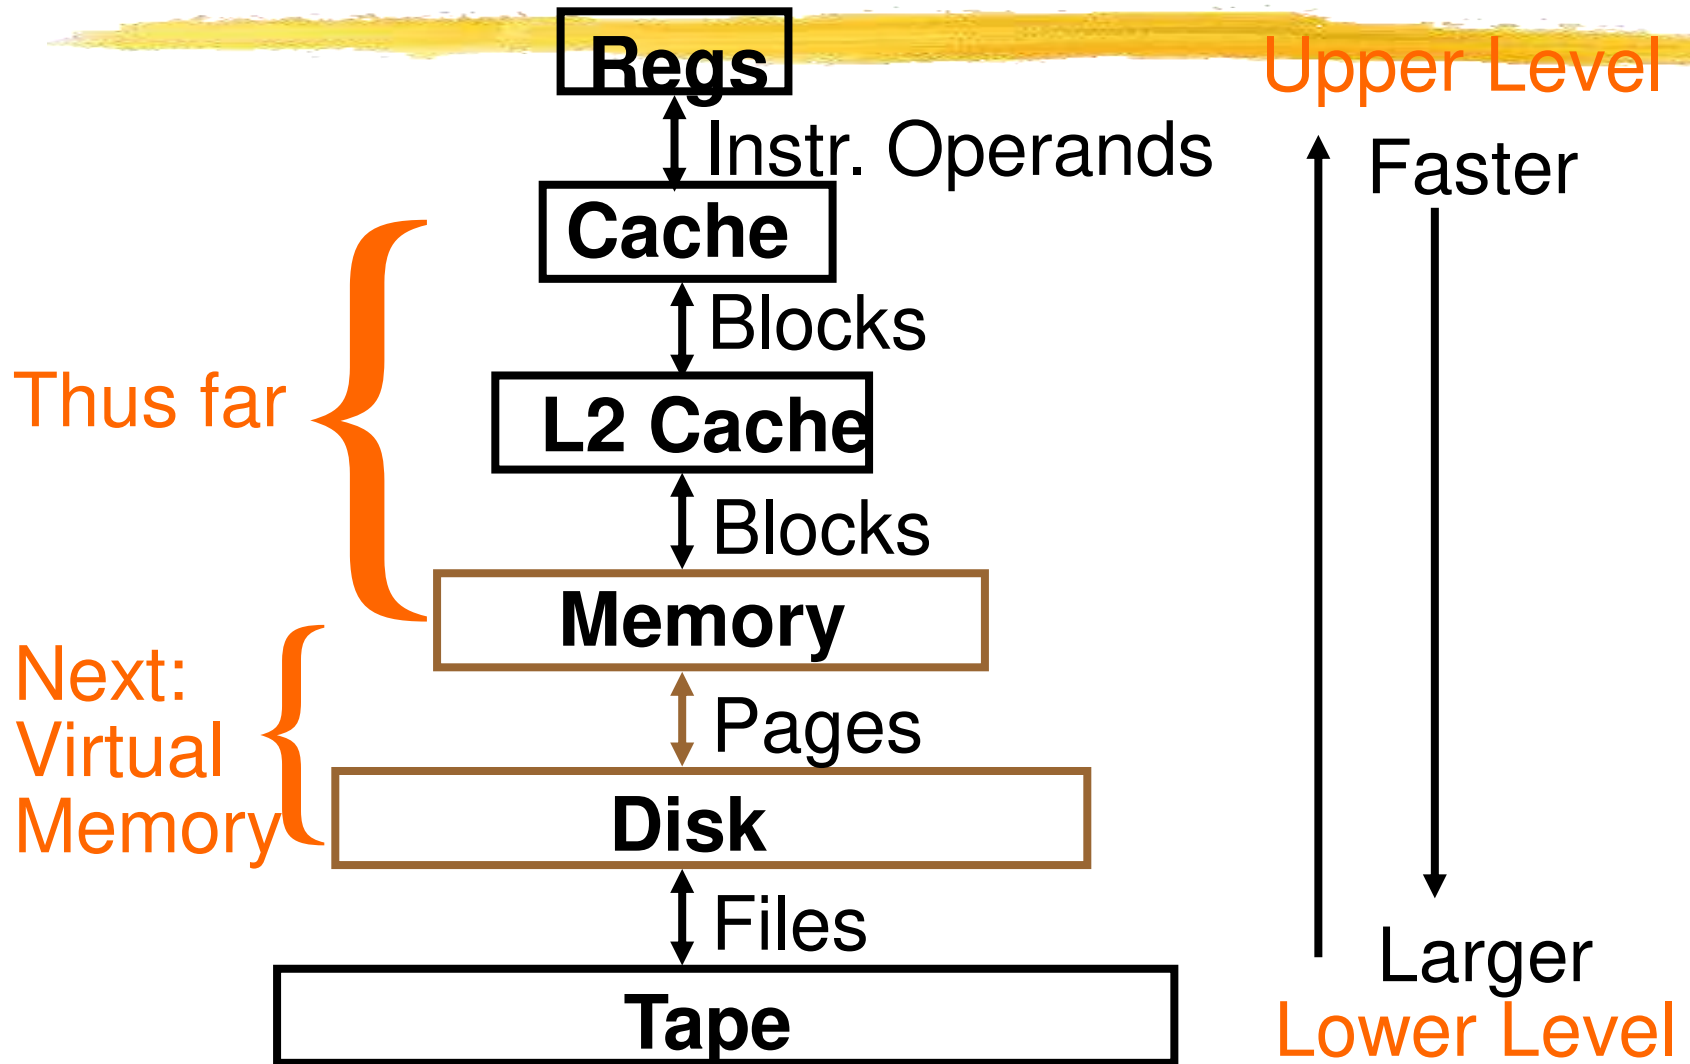 Regs
Upper Level
Instr. Operands
Faster
Cache
Blocks
Thus far
L2 Cache
Blocks
Memory
Next:
Virtual
Memory
Pages
Disk
Files
Larger
Tape
Lower Level